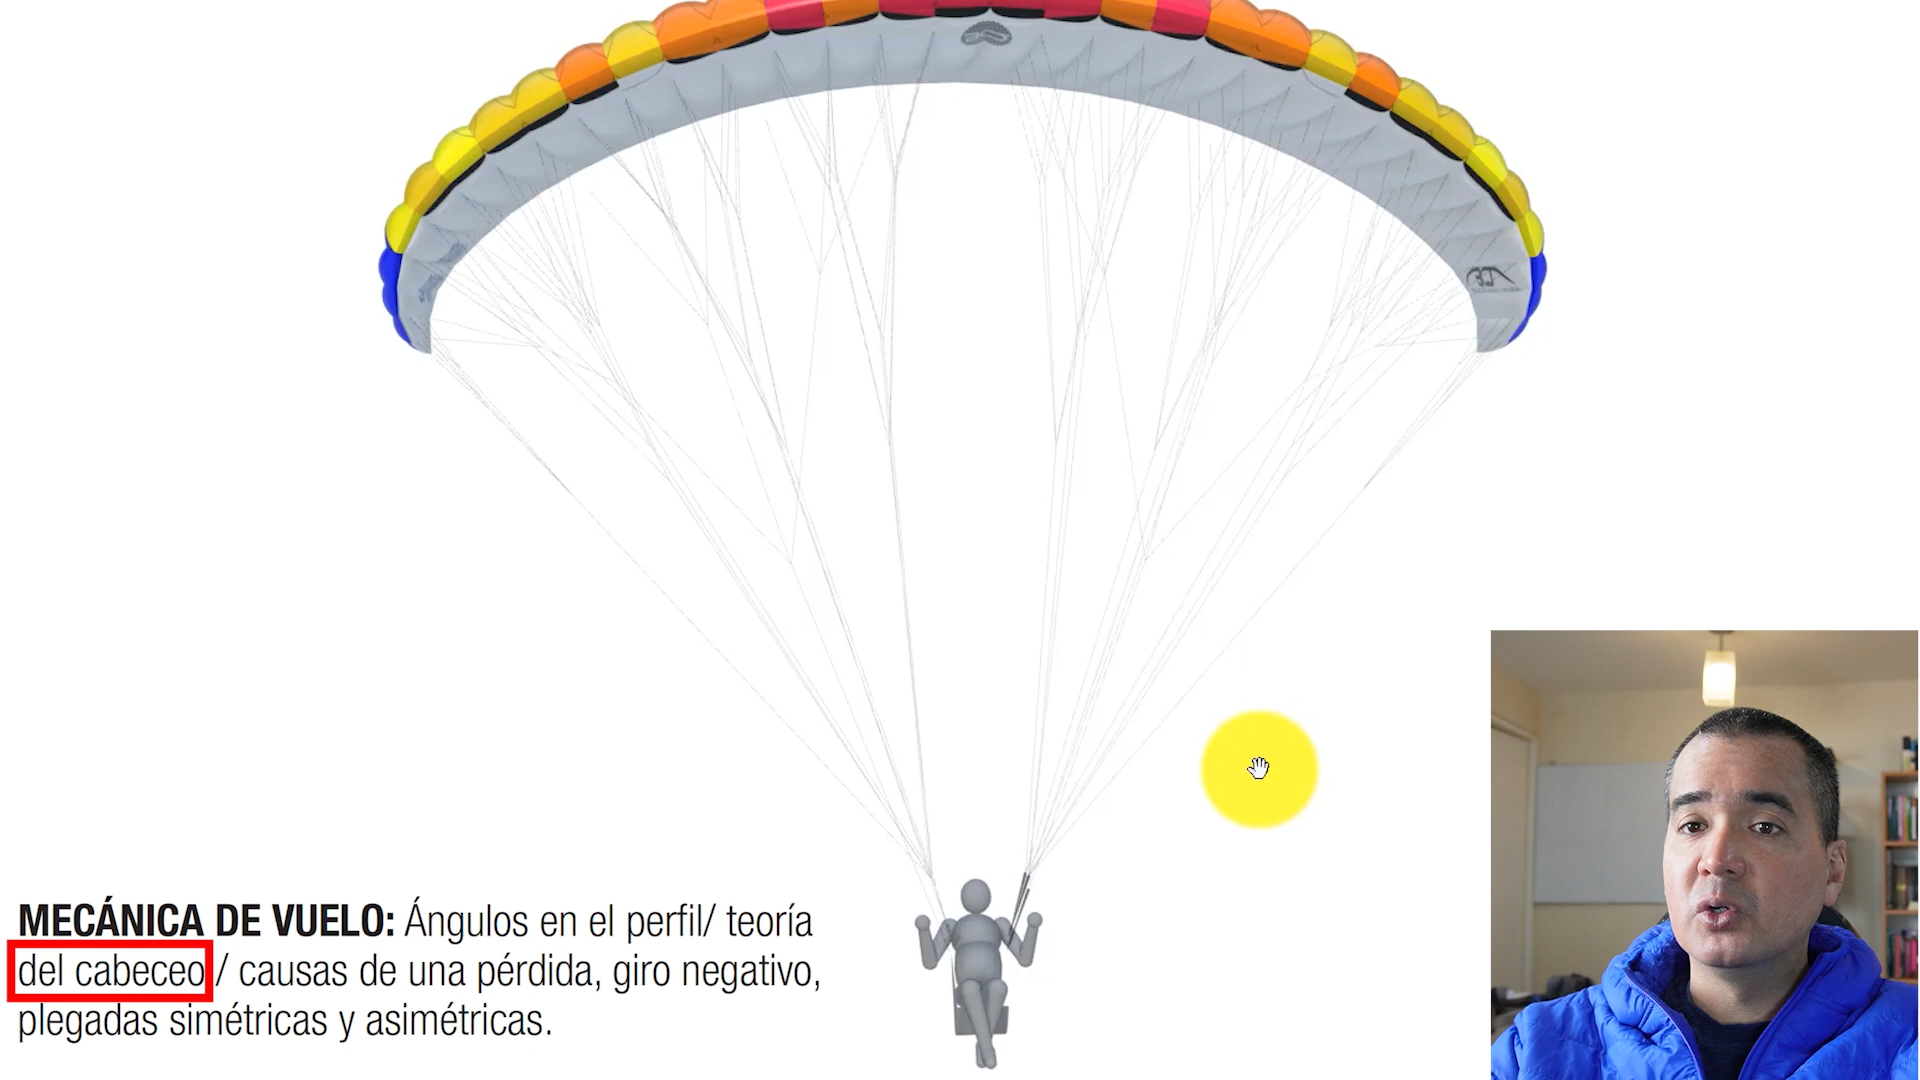 MECÁNICA DE VUELO: Ángulos en el perfil/ teoría
del cabeceo / causas de una pérdida, giro negativo,
plegadas simétricas y asimétricas.